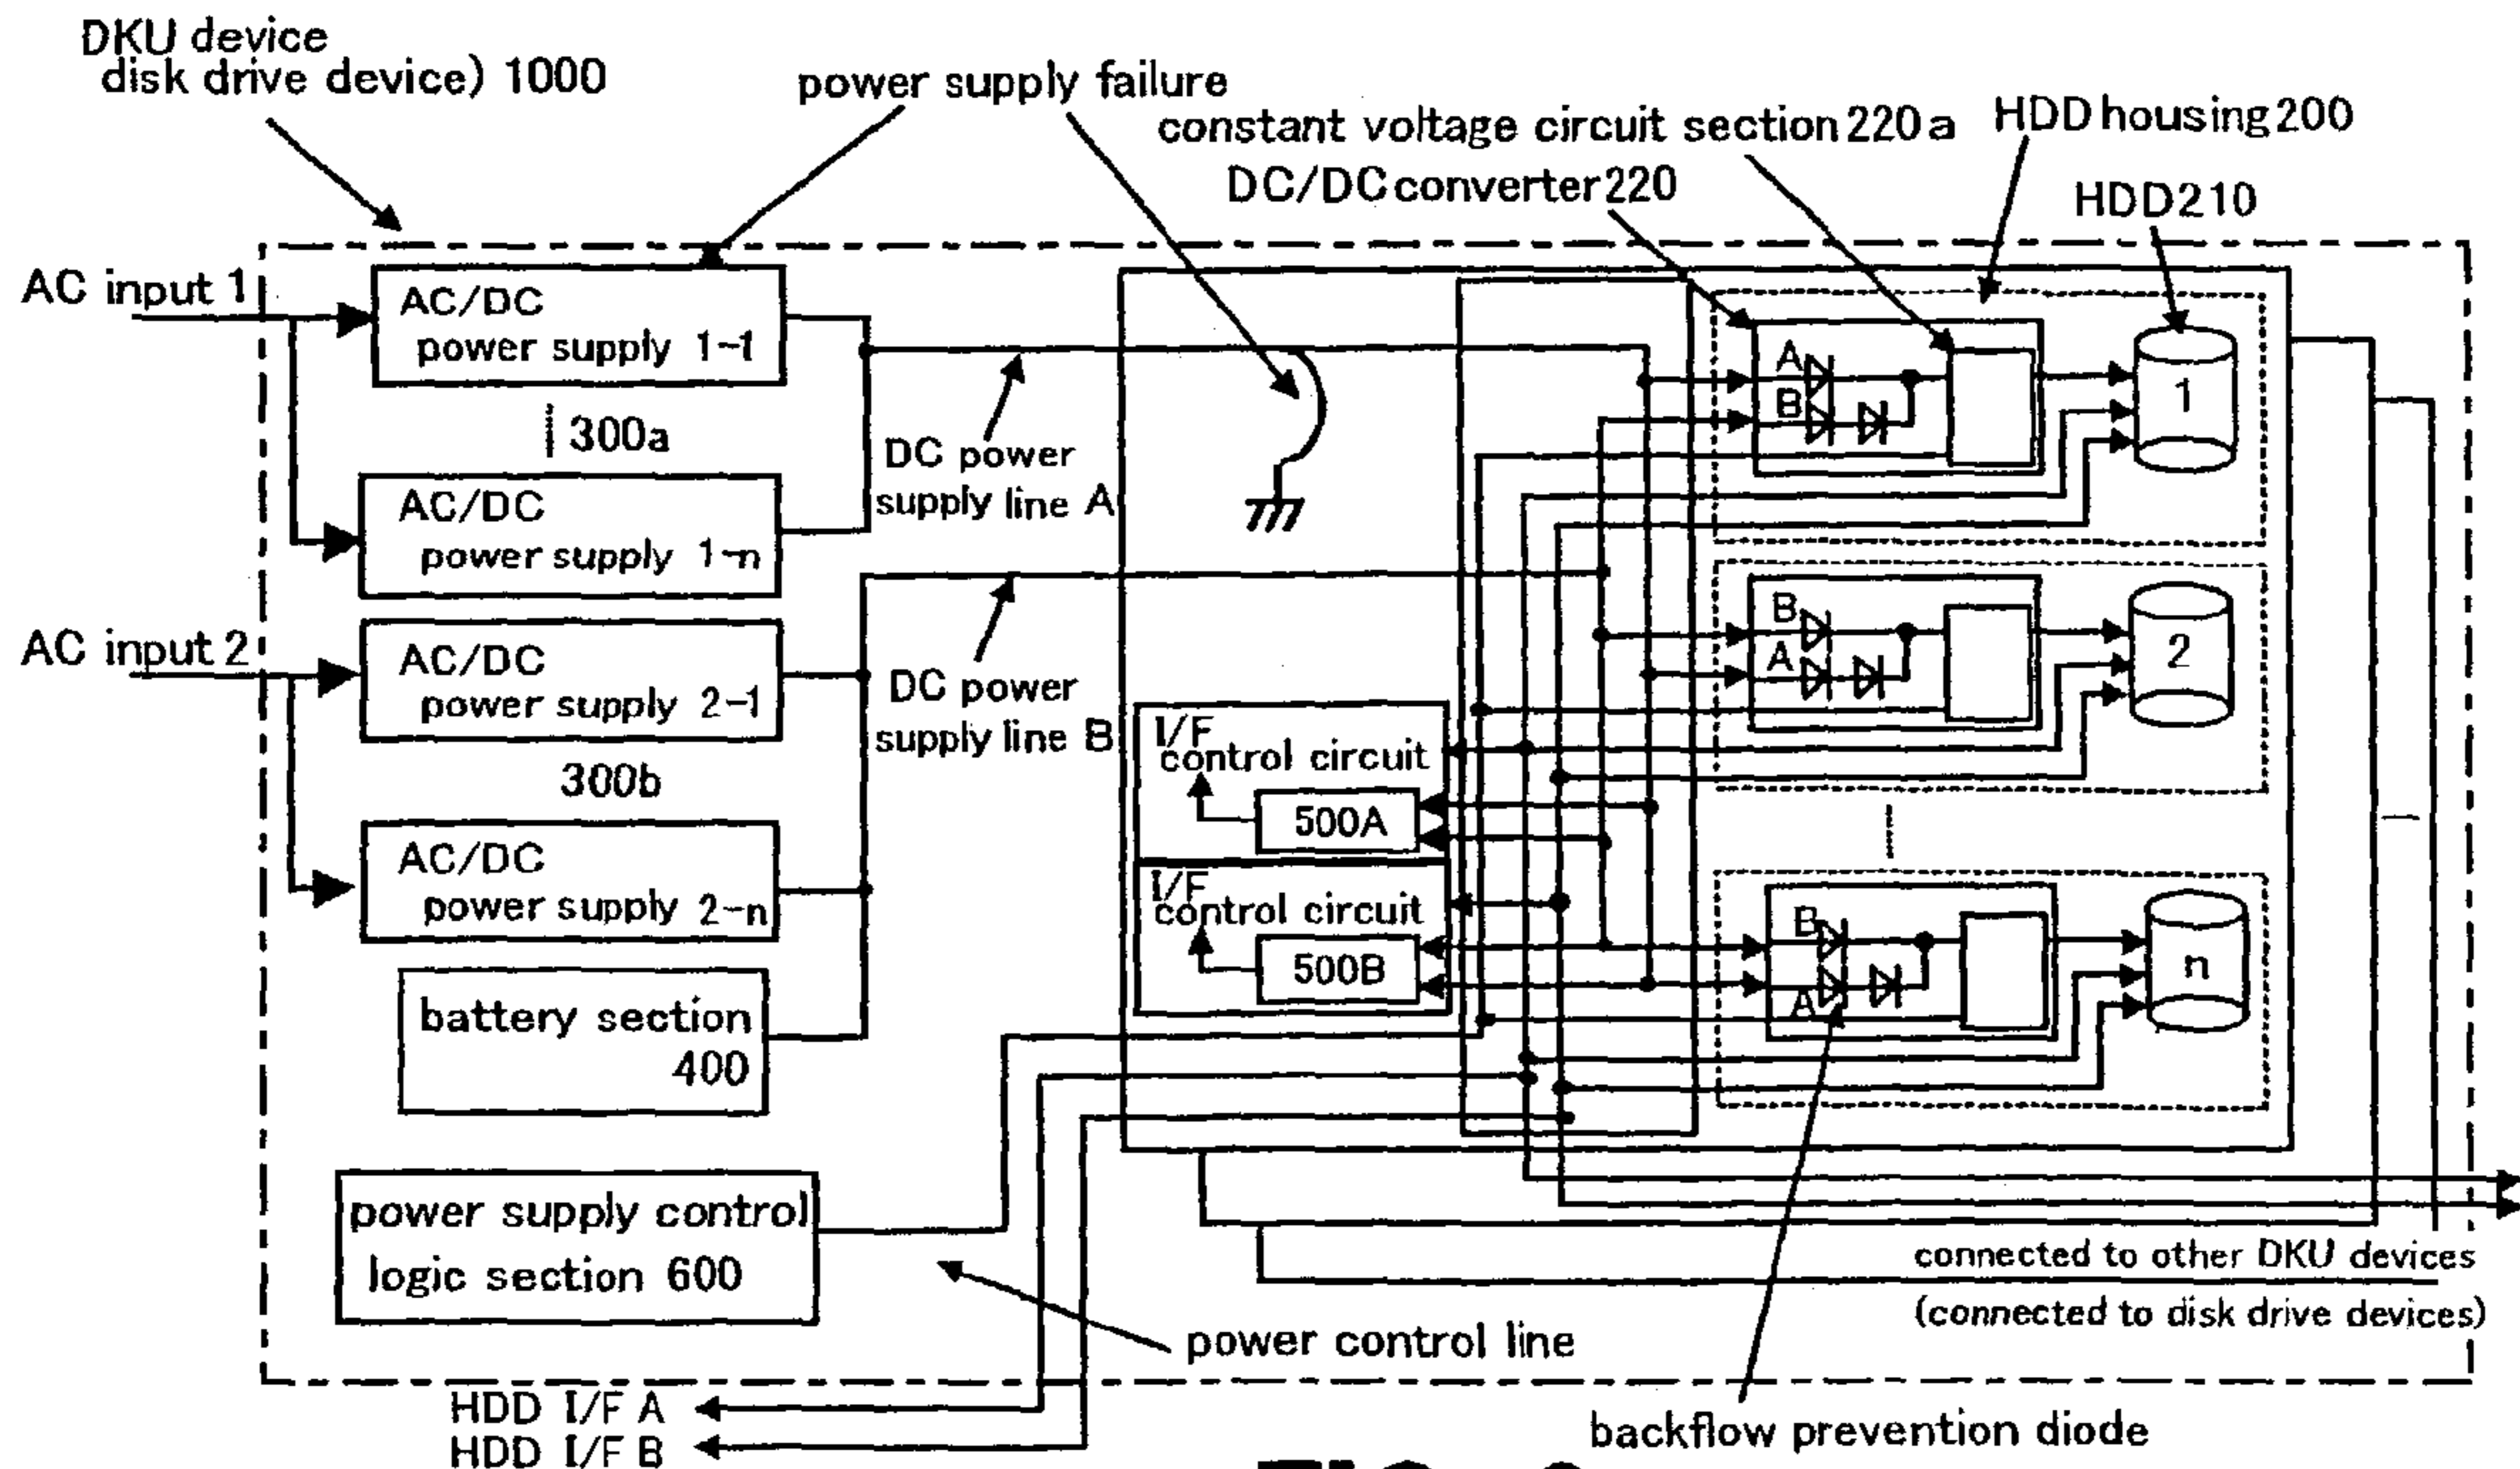 DKU device
disk drive device) 1000
power supply failure
constant voltage circuit section 220a
HDD housing 200
DC/DC converter 220
HDD 210
AC input 1
AC/DC
power supply 1-1
300a
AC/DC
power supply 1-n
DC power
supply line A
AC input 2
AC/DC
power supply 2-1
300b
AC/DC
power supply 2-n
DC power
supply line B
battery section
400
power supply control
logic section 600
I/F
control circuit
500A
I/F
control circuit
500B
A
B
1
B
A
2
B
A
n
connected to other DKU devices
(connected to disk drive devices)
power control line
backflow prevention diode
HDD I/F A
HDD I/F B